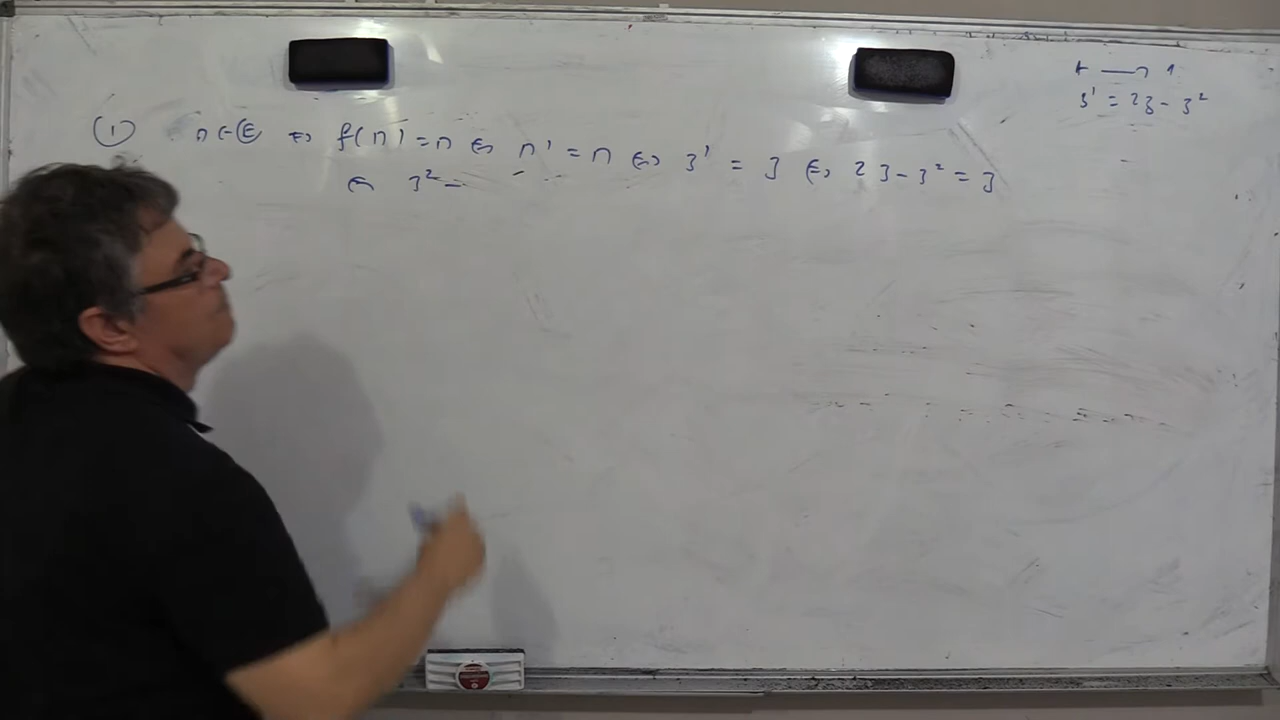 ① M ∈ (E) ⇔ f(M) = M ⇔ M' = M ⇔ z' = z ⇔ 2z - z² = z
⇔ z² -
z' = 2z - z²